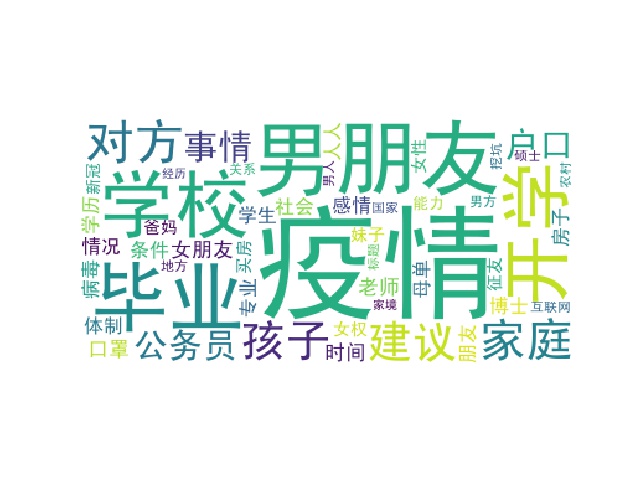 对方
事情
男朋友
人人
女性
挖坑
户口
硕士
农村
新冠
学历
学校
经历
关系
男人
感情
国家
能力
男方
开学
房子
爸妈
学生
社会
情况
条件
女朋友
买房
疫情
妹子
标题
母单
征友
病毒
地方
毕业
专业
老师
家境
博士
互联网
体制
口罩
公务员
孩子
女权
时间
建议
朋友
家庭